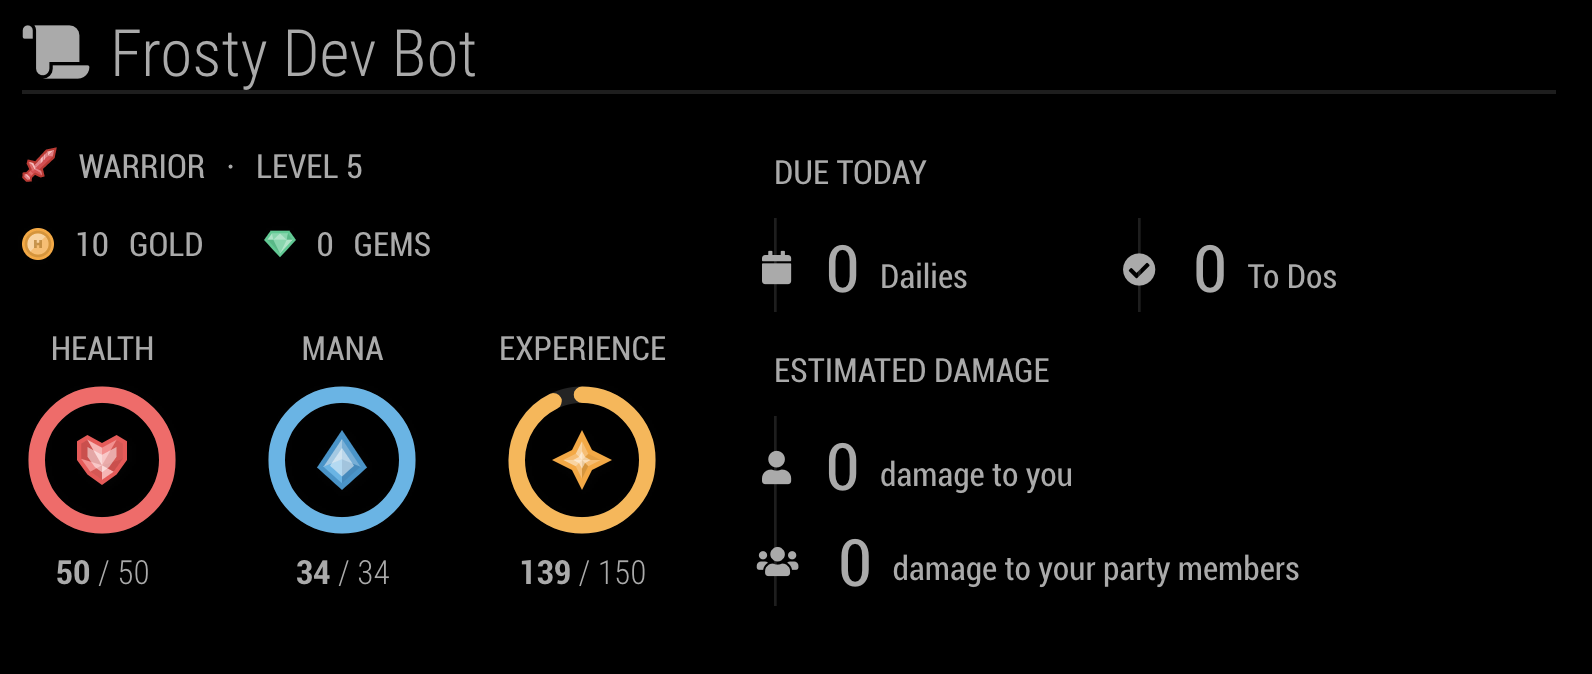 Frosty Dev Bot
WARRIOR · LEVEL 5
10 GOLD 0 GEMS
HEALTH MANA EXPERIENCE
50 / 50 34 / 34 139 / 150
DUE TODAY
0 Dailies 0 To Dos
ESTIMATED DAMAGE
0 damage to you
0 damage to your party members